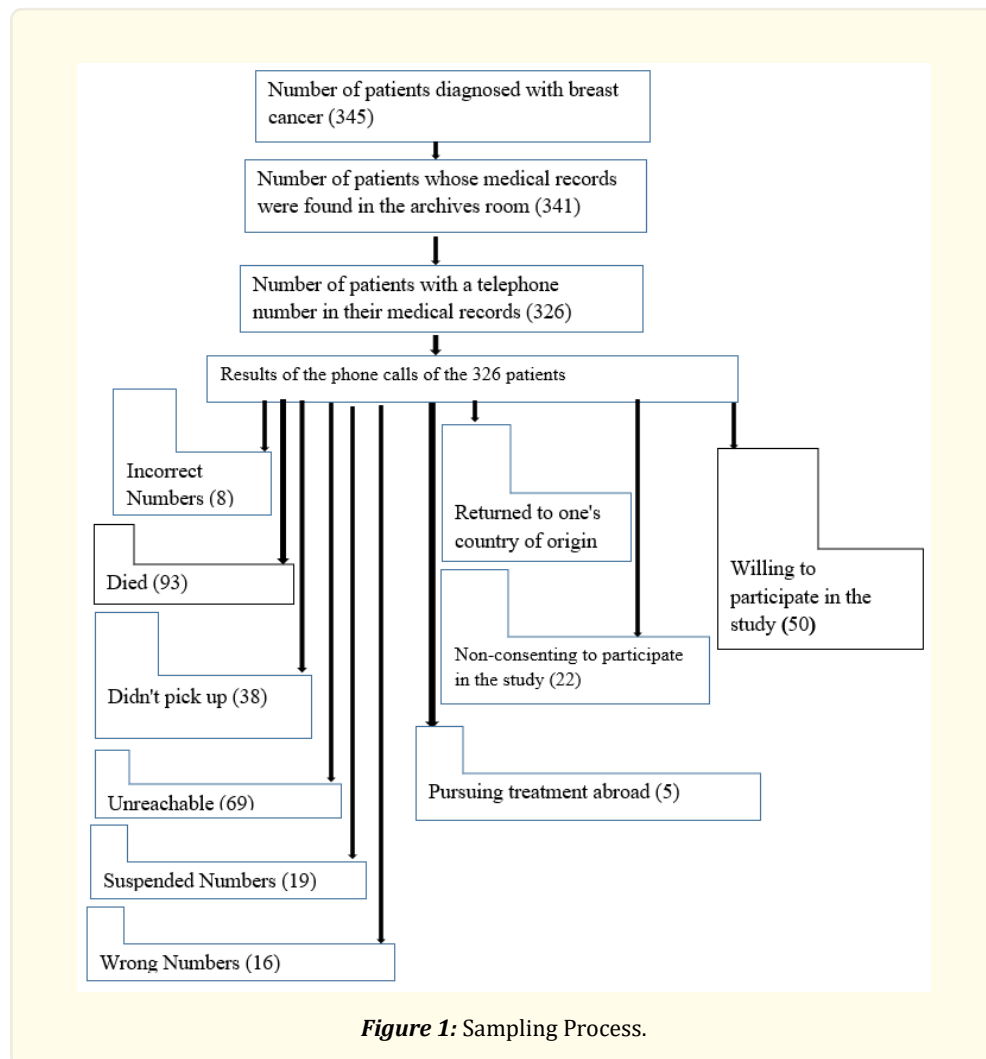 Number of patients diagnosed with breast
cancer (345)
Number of patients whose medical records
were found in the archives room (341)
Number of patients with a telephone
number in their medical records (326)
Results of the phone calls of the 326 patients
Incorrect
Numbers (8)
Died (93)
Didn't pick up (38)
Unreachable (69)
Suspended Numbers (19)
Wrong Numbers (16)
Returned to one's
country of origin
Non-consenting to participate
in the study (22)
Pursuing treatment abroad (5)
Willing to
participate in the
study (50)
Figure 1: Sampling Process.